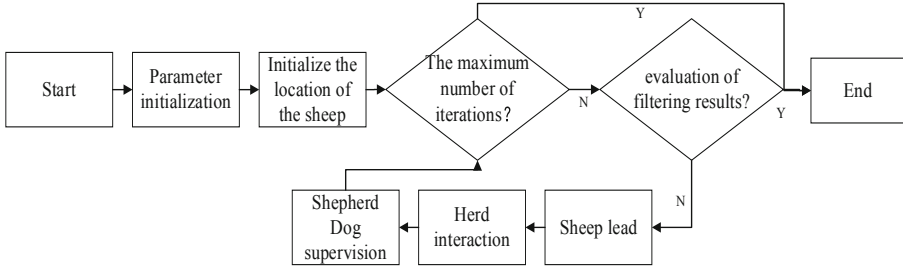 Y
Start
Parameter
initialization
Initialize the
location of
the sheep
The maximum
number of
iterations?
N
evaluation of
filtering results?
Y
End
N
Shepherd
Dog
supervision
Herd
interaction
Sheep lead